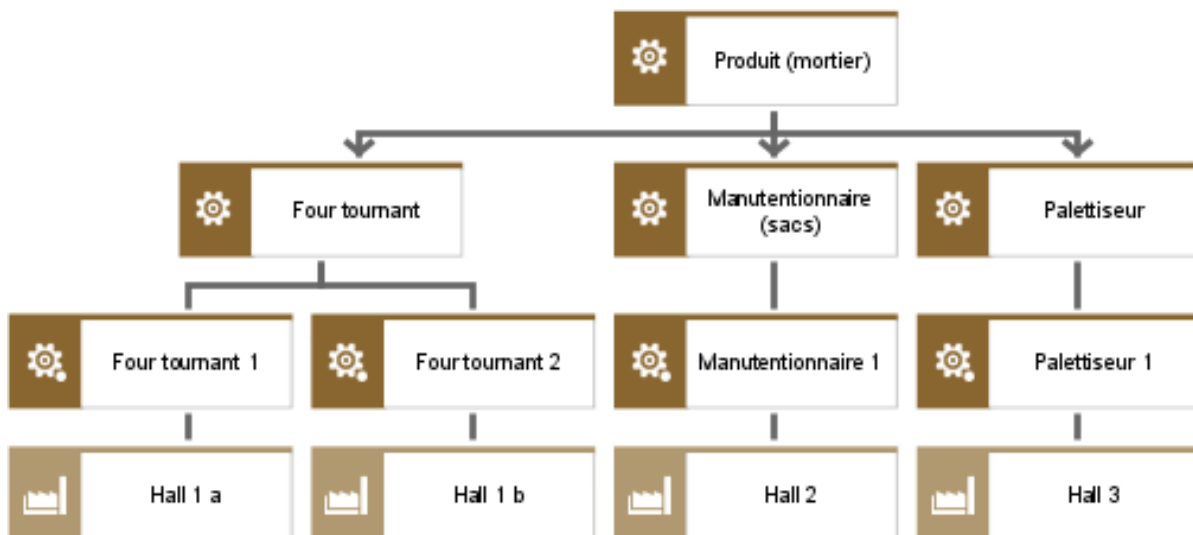 Produit (mortier)
Four tournant
Manutentionnaire
(sacs)
Palettiseur
Four tournant 1
Four tournant 2
Manutentionnaire 1
Palettiseur 1
Hall 1 a
Hall 1 b
Hall 2
Hall 3